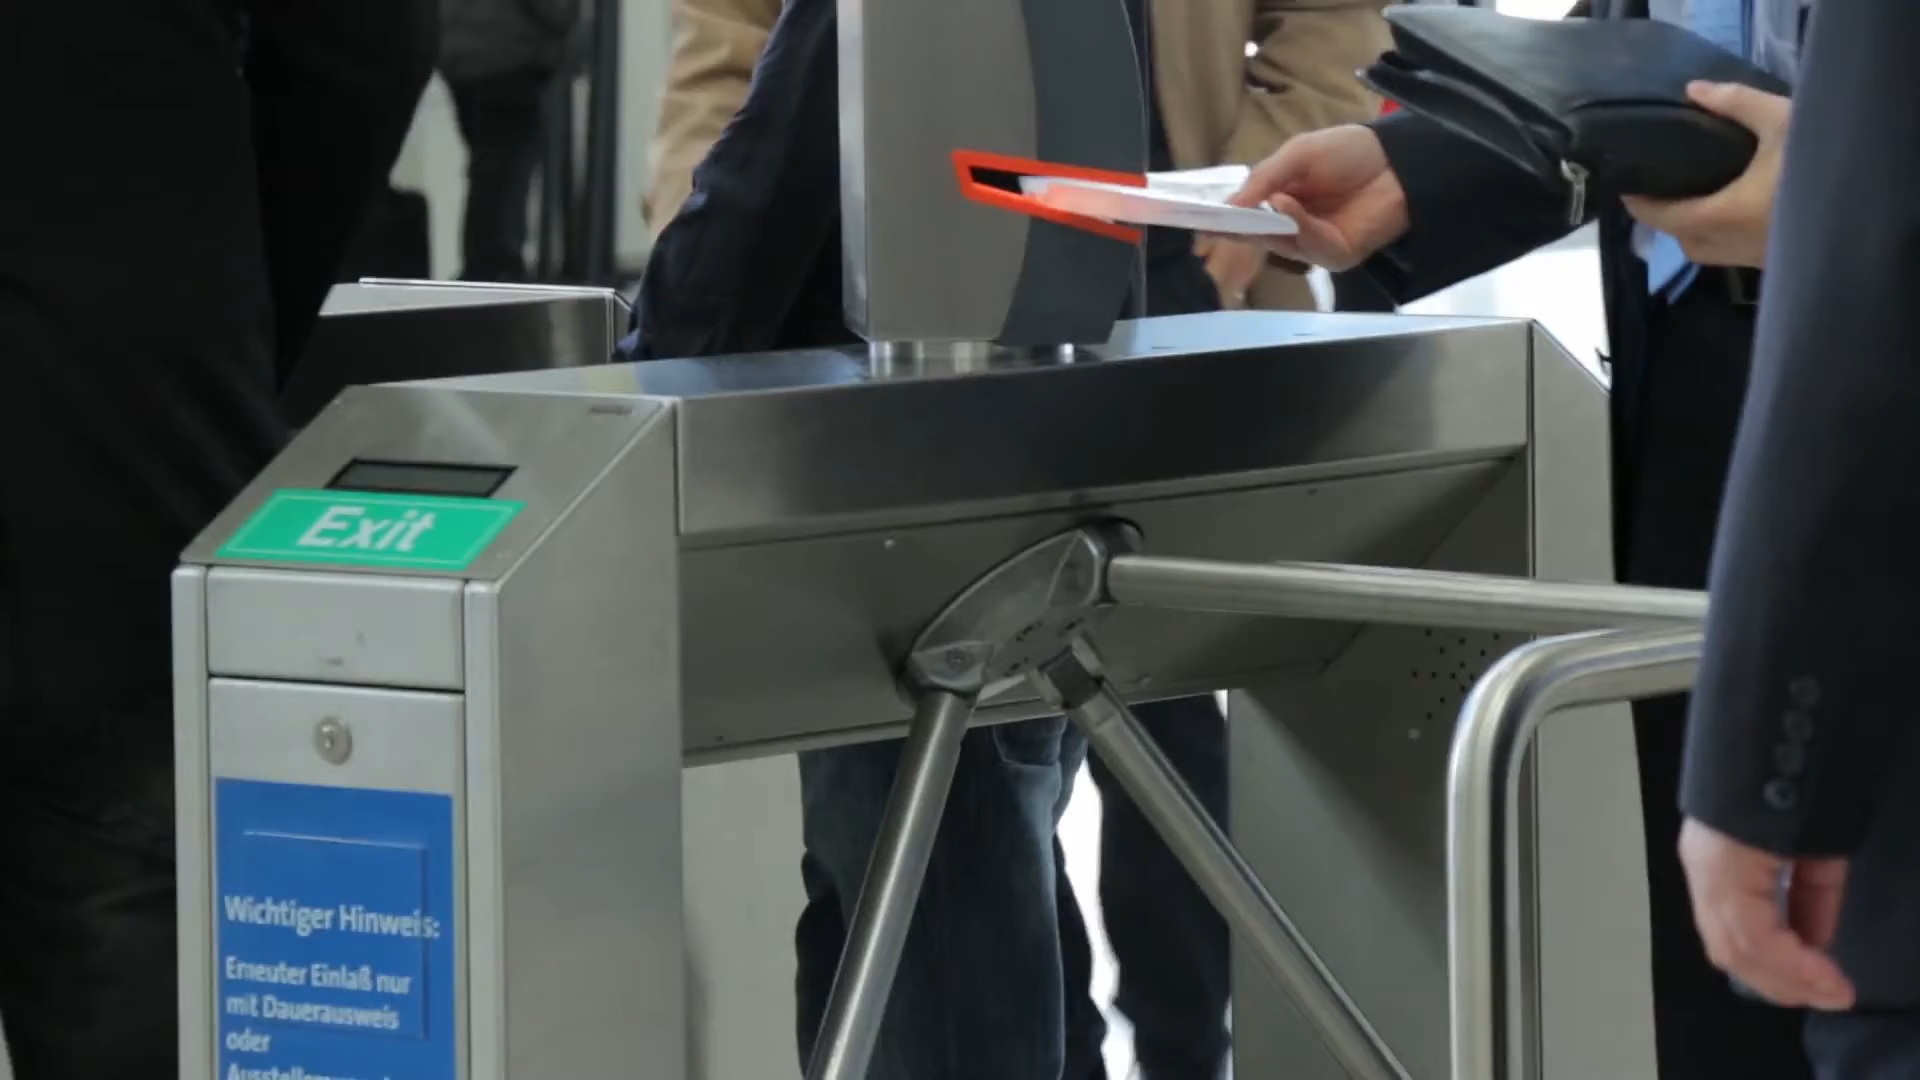 Exit
Wichtiger Hinweis:
Erneuter Einlaß nur
mit Dauerausweis
oder